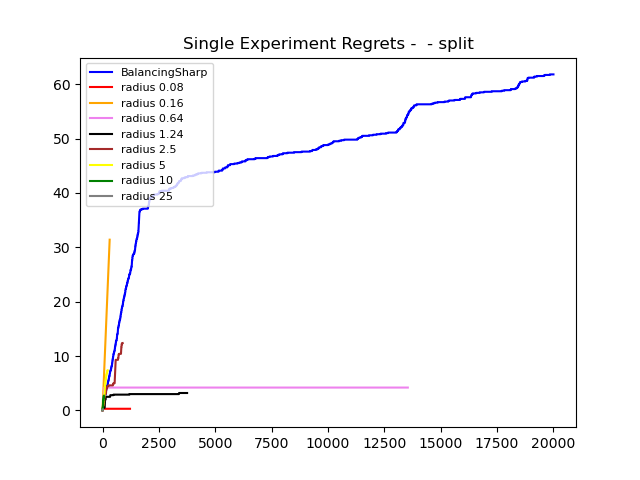 Single Experiment Regrets -  - split
BalancingSharp
radius 0.08
radius 0.16
radius 0.64
radius 1.24
radius 2.5
radius 5
radius 10
radius 25
60
50
40
30
20
10
0
0 2500 5000 7500 10000 12500 15000 17500 20000